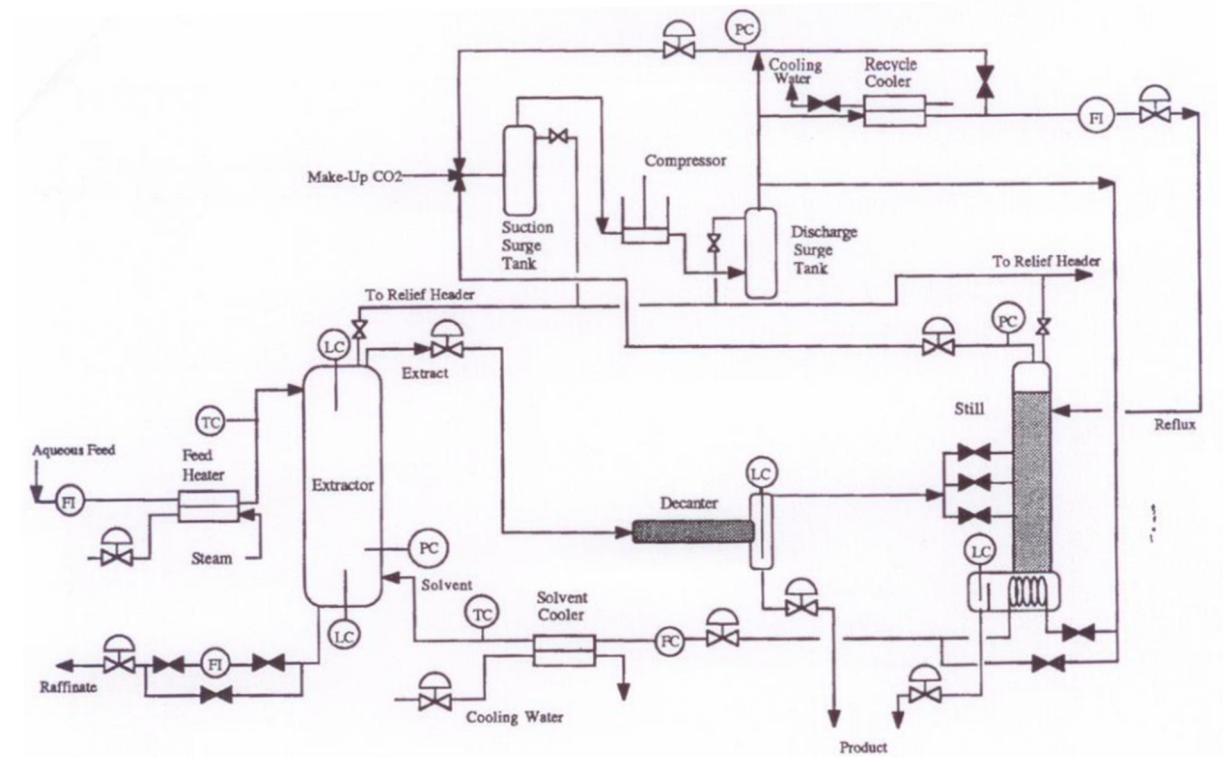 PC
Cooling
Water
Recycle
Cooler
FI
Make-Up CO2
Compressor
Suction
Surge
Tank
Discharge
Surge
Tank
To Relief Header
To Relief Header
LC
PC
Extract
TC
Still
Reflux
Aqueous Feed
Feed
Heater
FI
Extractor
LC
Decanter
Steam
PC
LC
Solvent
Solvent
Cooler
TC
LC
FC
FI
Raffinate
Cooling Water
Product